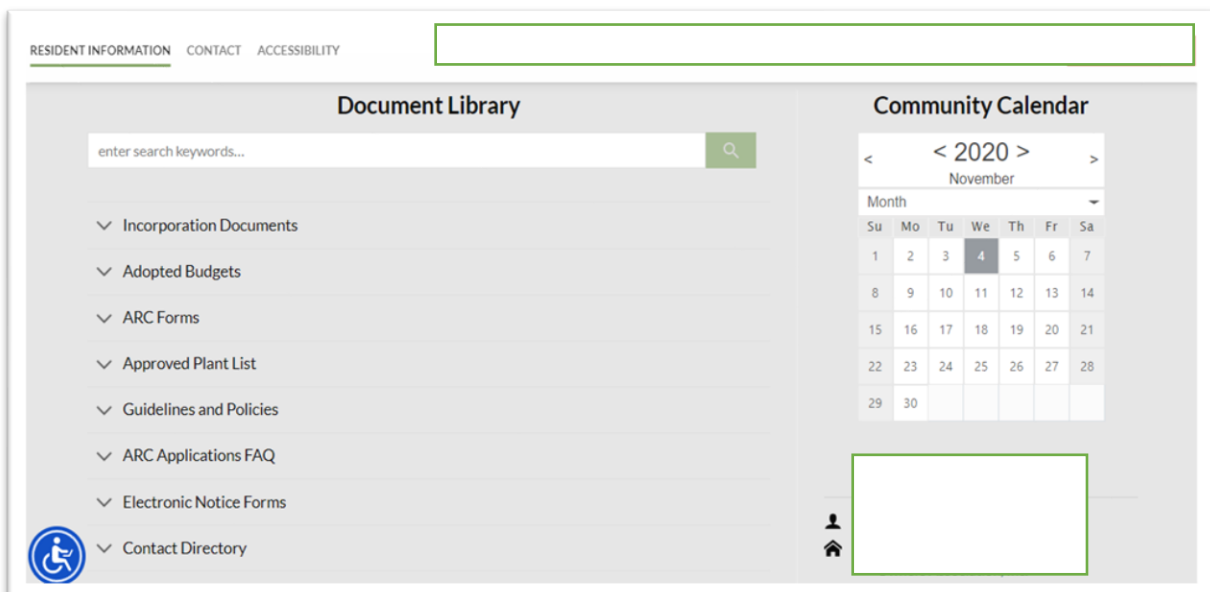 RESIDENT INFORMATION CONTACT ACCESSIBILITY
Document Library
enter search keywords...
Incorporation Documents
Adopted Budgets
ARC Forms
Approved Plant List
Guidelines and Policies
ARC Applications FAQ
Electronic Notice Forms
Contact Directory
Community Calendar
< < 2020 > >
November
Month
Su Mo Tu We Th Fr Sa
1 2 3 4 5 6 7
8 9 10 11 12 13 14
15 16 17 18 19 20 21
22 23 24 25 26 27 28
29 30